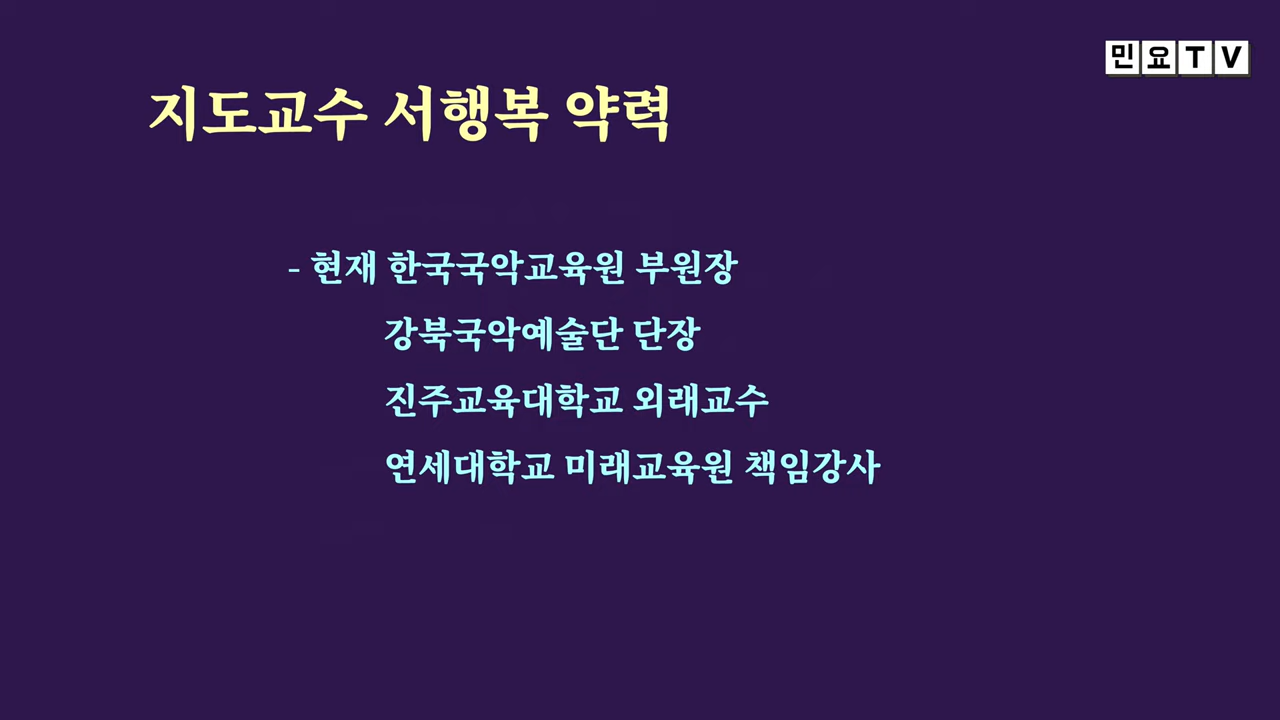 민요TV
지도교수 서행복 약력
- 현재 한국국악교육원 부원장
강북국악예술단 단장
진주교육대학교 외래교수
연세대학교 미래교육원 책임강사